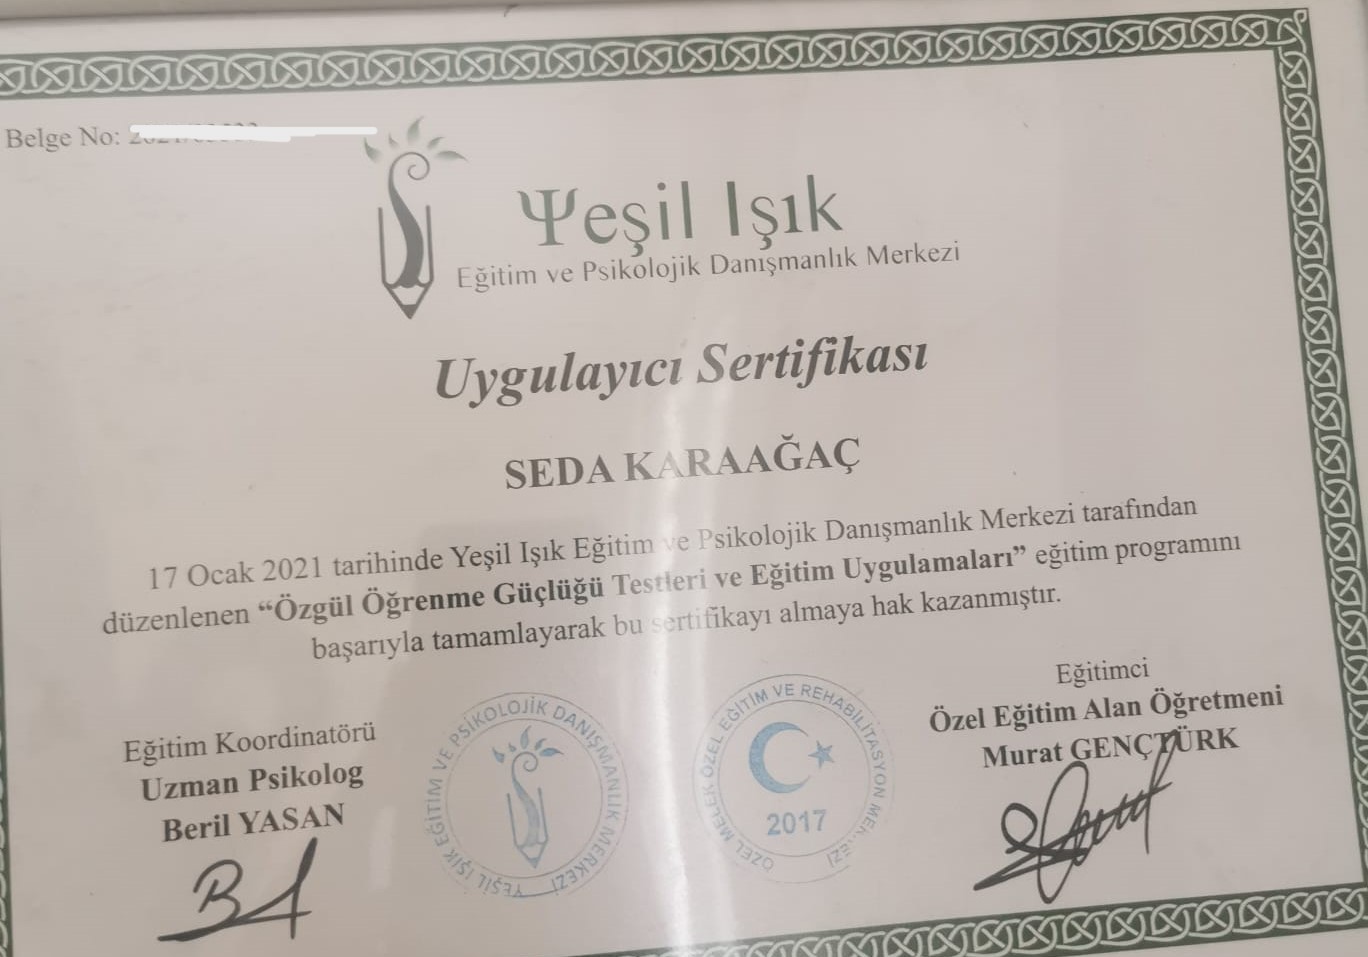 Belge No:
Yeşil Işık
Eğitim ve Psikolojik Danışmanlık Merkezi
Uygulayıcı Sertifikası
SEDA KARAAĞAÇ
17 Ocak 2021 tarihinde Yeşil Işık Eğitim ve Psikolojik Danışmanlık Merkezi tarafından
düzenlenen “Özgül Öğrenme Güçlüğü Testleri ve Eğitim Uygulamaları” eğitim programını
başarıyla tamamlayarak bu sertifikayı almaya hak kazanmıştır.
Eğitim Koordinatörü
Uzman Psikolog
Beril YASAN
YEŞİL IŞIK EĞİTİM VE PSİKOLOJİK DANIŞMANLIK MERKEZİ
ÖZEL MELEK ÖZEL EĞİTİM VE REHABİLİTASYON
2017
Eğitimci
Özel Eğitim Alan Öğretmeni
Murat GENÇTÜRK